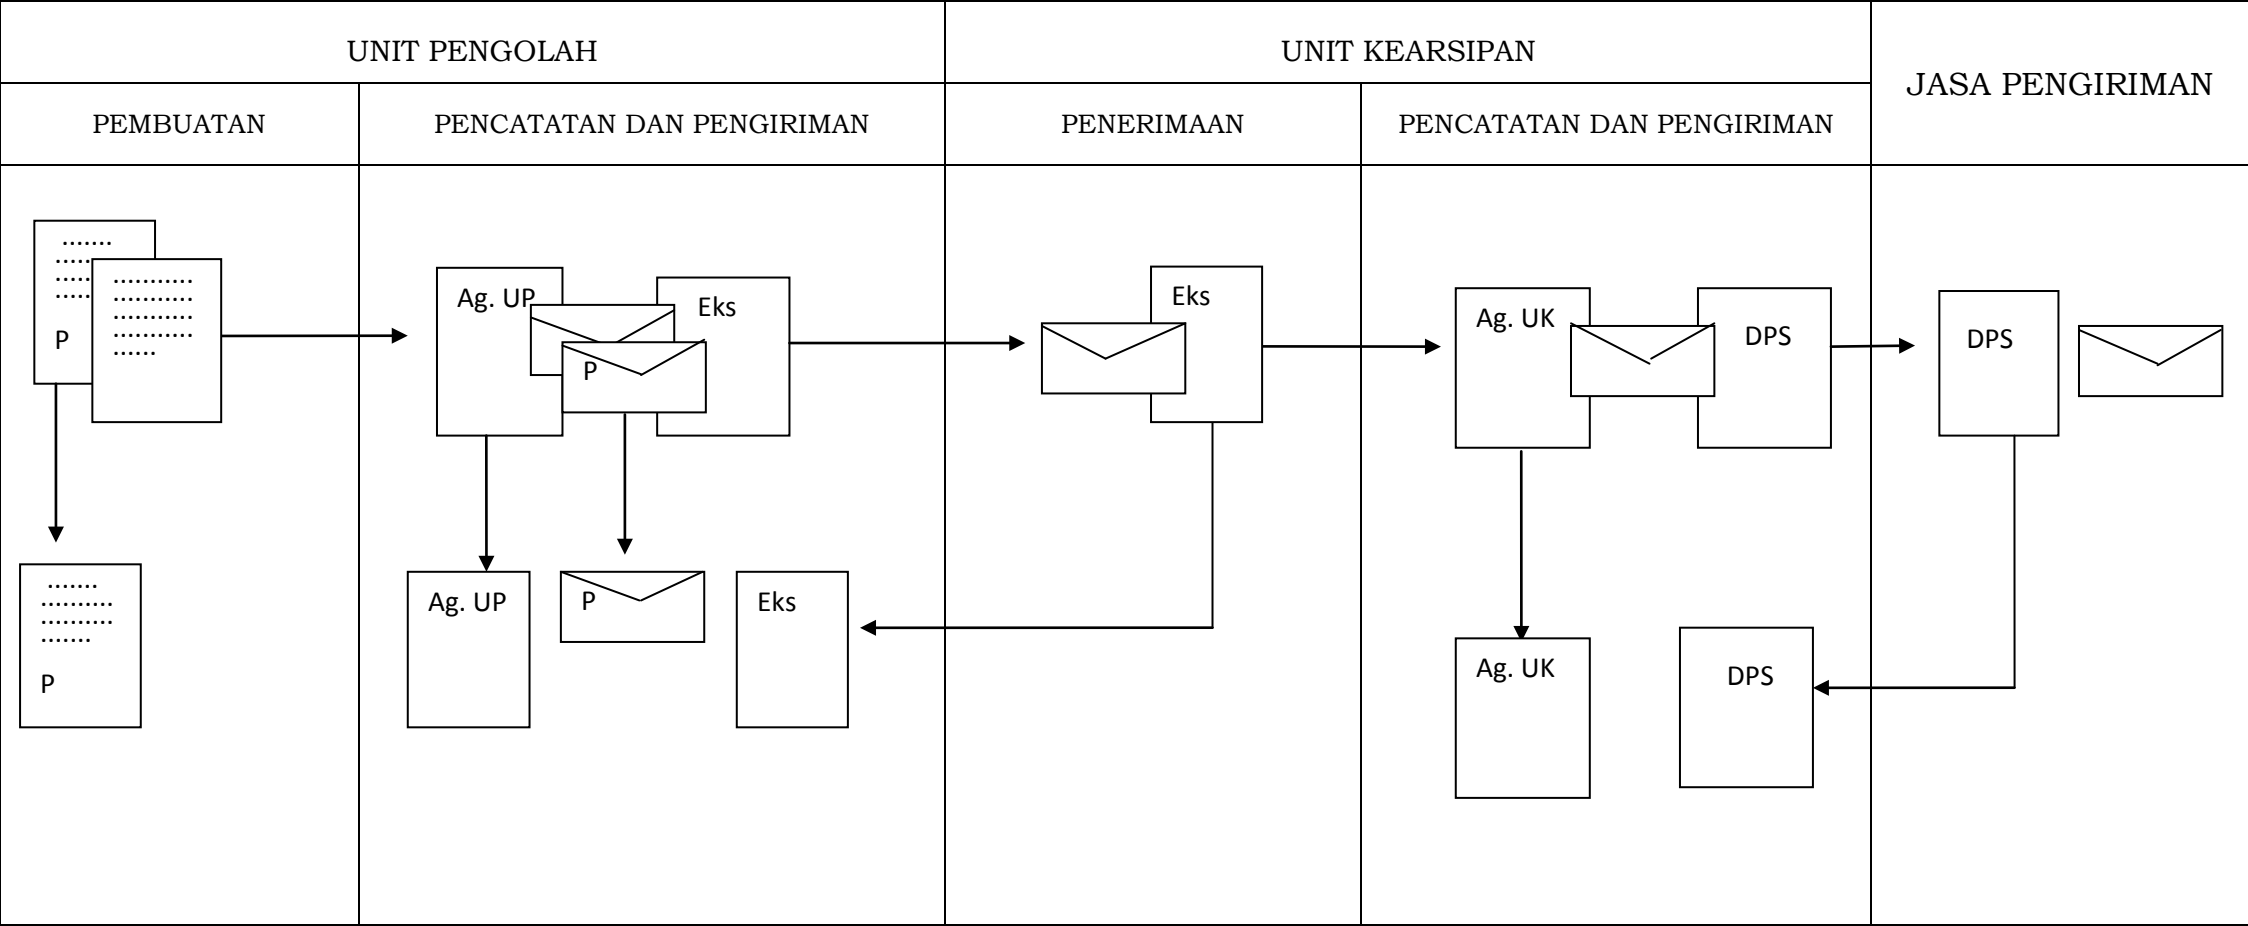 UNIT PENGOLAH
UNIT KEARSIPAN
JASA PENGIRIMAN
PEMBUATAN
PENCATATAN DAN PENGIRIMAN
PENERIMAAN
PENCATATAN DAN PENGIRIMAN
.......
.....
.....
.....
P
...........
...........
...........
...........
......
Ag. UP
P
Eks
Eks
Ag. UK
DPS
DPS
.......
..........
..........
.......
P
Ag. UP
P
Eks
Ag. UK
DPS